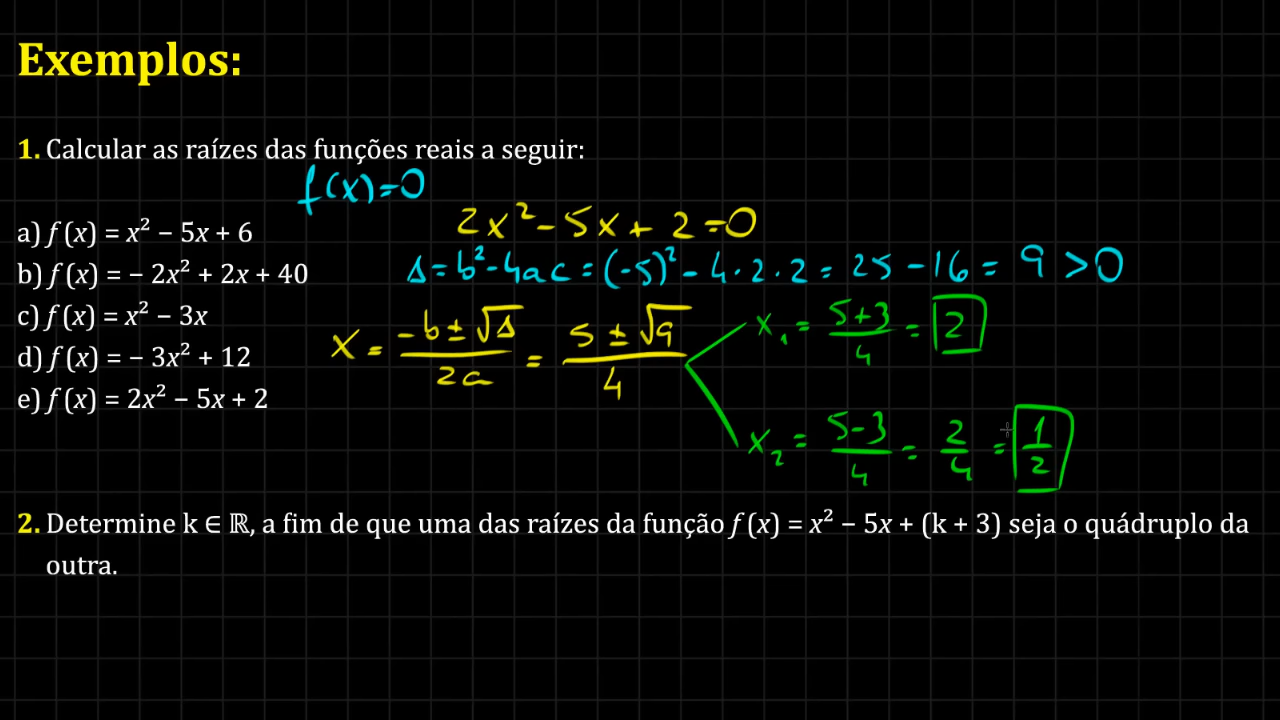 Exemplos:
1. Calcular as raízes das funções reais a seguir:
f(x)=0
a) f (x) = x² − 5x + 6
b) f (x) = − 2x² + 2x + 40
c) f (x) = x² − 3x
d) f (x) = − 3x² + 12
e) f (x) = 2x² − 5x + 2
2x² - 5x + 2 = 0
Δ = b² - 4ac = (-5)² - 4·2·2 = 25 - 16 = 9 > 0
x = (-b ± √Δ)/2a = (5 ± √9)/4
x₁ = (5+3)/4 = 2
x₂ = (5-3)/4 = 2/4 = 1/2
2. Determine k ∈ ℝ, a fim de que uma das raízes da função f (x) = x² − 5x + (k + 3) seja o quádruplo da
outra.